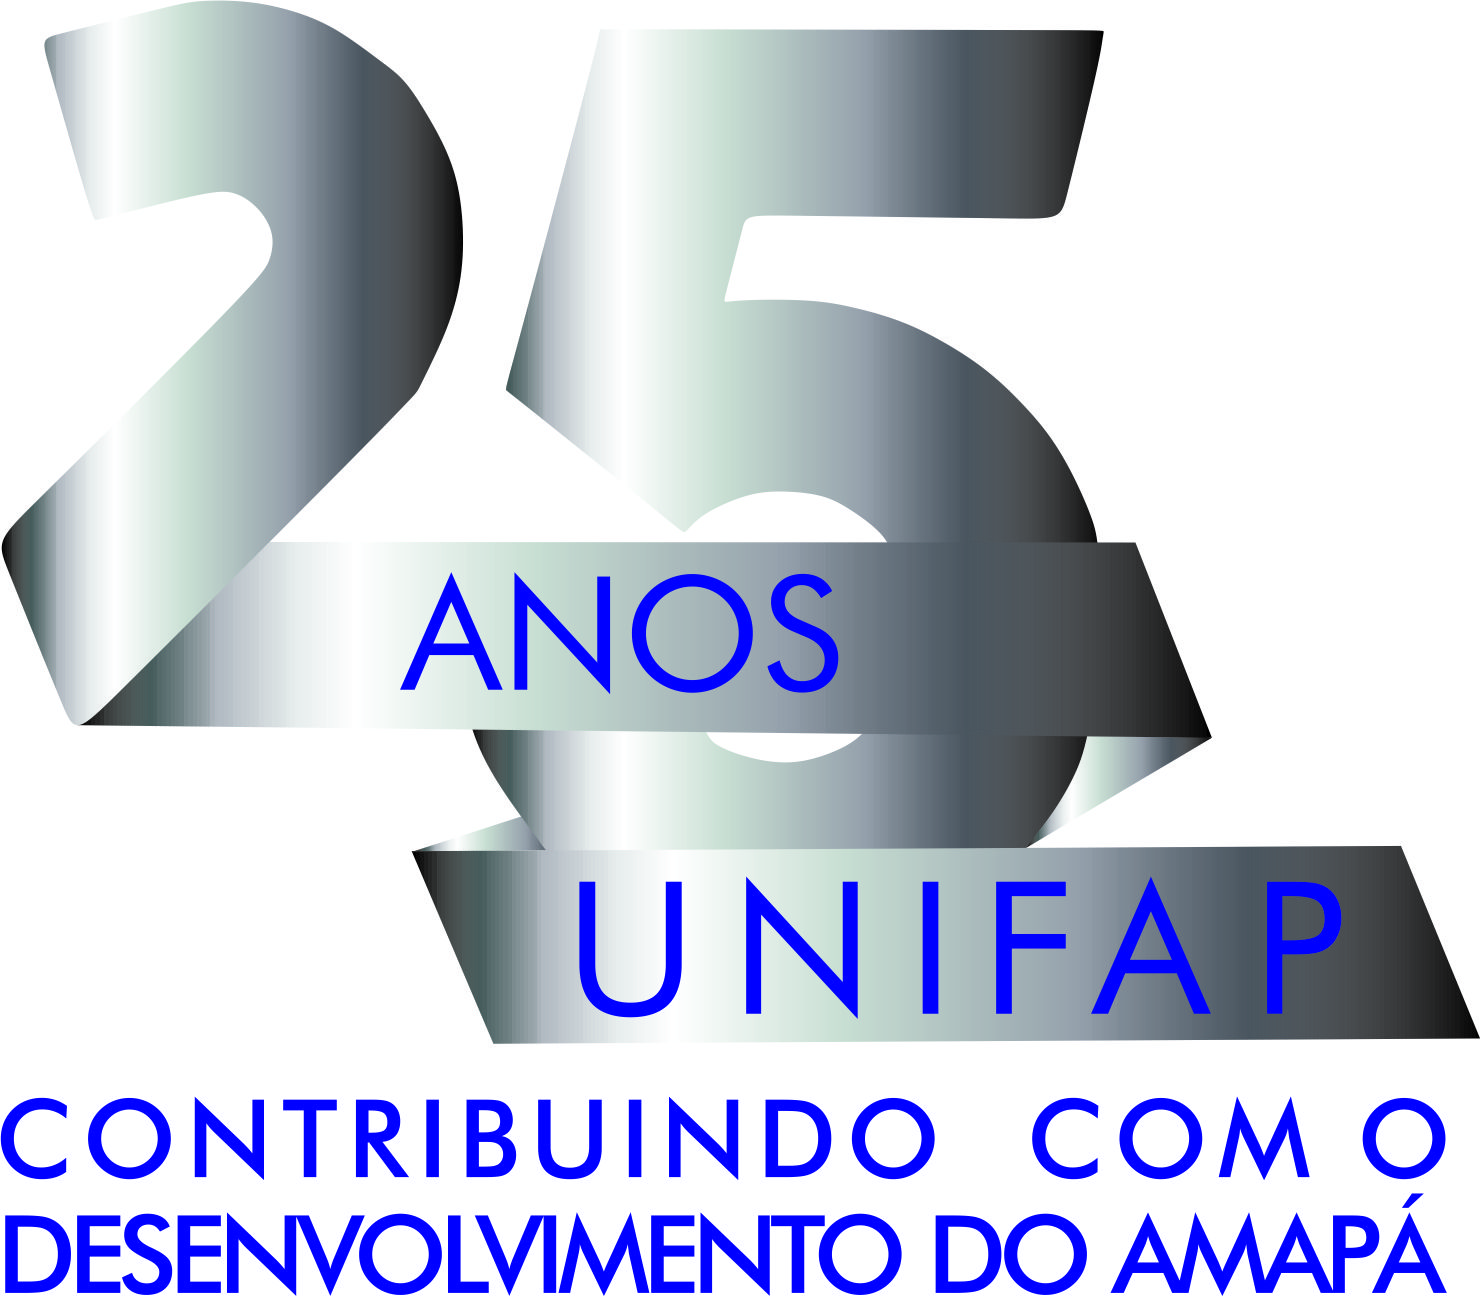 25
ANOS
UNIFAP
CONTRIBUINDO COM O
DESENVOLVIMENTO DO AMAPÁ